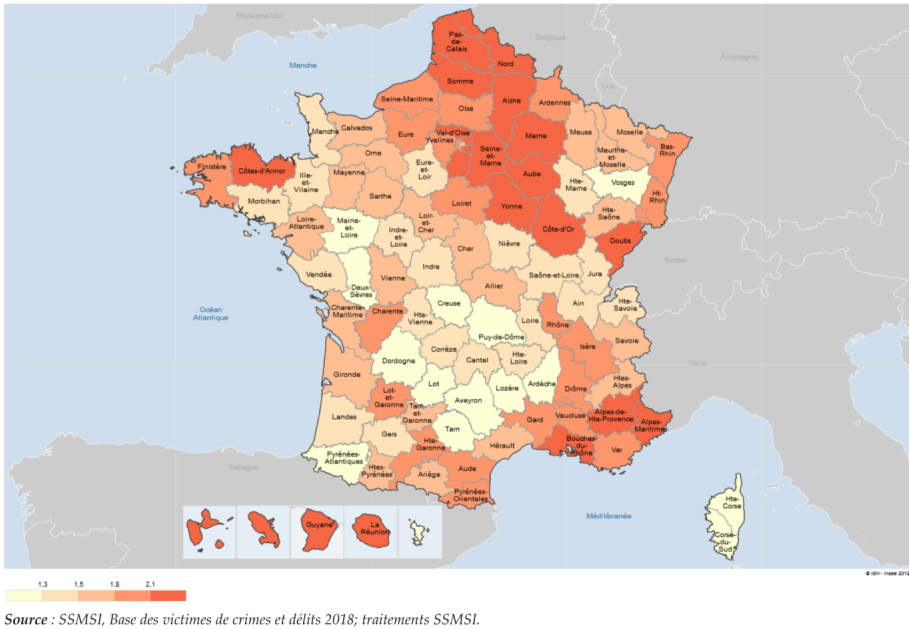 Royaume-Uni
Belgique
Allemagne
Lux
Manche
Pas-
de-
Calais
Nord
Somme
Aisne
Ardennes
Seine-Maritime
Oise
Manche
Calvados
Eure
Val-d'Oise
Yvelines
Seine-
et-
Marne
Marne
Meuse
Moselle
Meurthe-
et-
Moselle
Bas-
Rhin
Finistère
Côtes-d'Armor
Ille-
et-
Vilaine
Orne
Mayenne
Eure-
et-
Loir
Aube
Hte-
Marne
Vosges
Ht-
Rhin
Morbihan
Sarthe
Loiret
Yonne
Hte-
Saône
Loire-
Atlantique
Maine-
et-
Loire
Indre-
et-
Loire
Loir-
et-
Cher
Cher
Nièvre
Côte-d'Or
Doubs
Suisse
Vendée
Deux-
Sèvres
Vienne
Indre
Allier
Saône-et-Loire
Jura
Océan
Atlantique
Charente-
Maritime
Charente
Hte-
Vienne
Creuse
Puy-de-Dôme
Loire
Rhône
Ain
Hte-
Savoie
Savoie
Italie
Isère
Dordogne
Corrèze
Cantal
Hte-
Loire
Ardèche
Drôme
Htes-
Alpes
Gironde
Lot-
et-
Garonne
Lot
Aveyron
Lozère
Gard
Vaucluse
Alpes-de-
Hte-Provence
Alpes-
Maritimes
Landes
Gers
Tarn-
et-
Garonne
Tarn
Hérault
Bouches-
du-
Rhône
Var
Pyrénées-
Atlantiques
Htes-
Pyrénées
Hte-
Garonne
Ariège
Aude
Pyrénées-
Orientales
Espagne
Méditérranée
Hte-
Corse
Corse-
du-
Sud
Guyane
La
Réunion
© IGN - Insee 2012
1,3 1,5 1,8 2,1
Source : SSMSI, Base des victimes de crimes et délits 2018; traitements SSMSI.